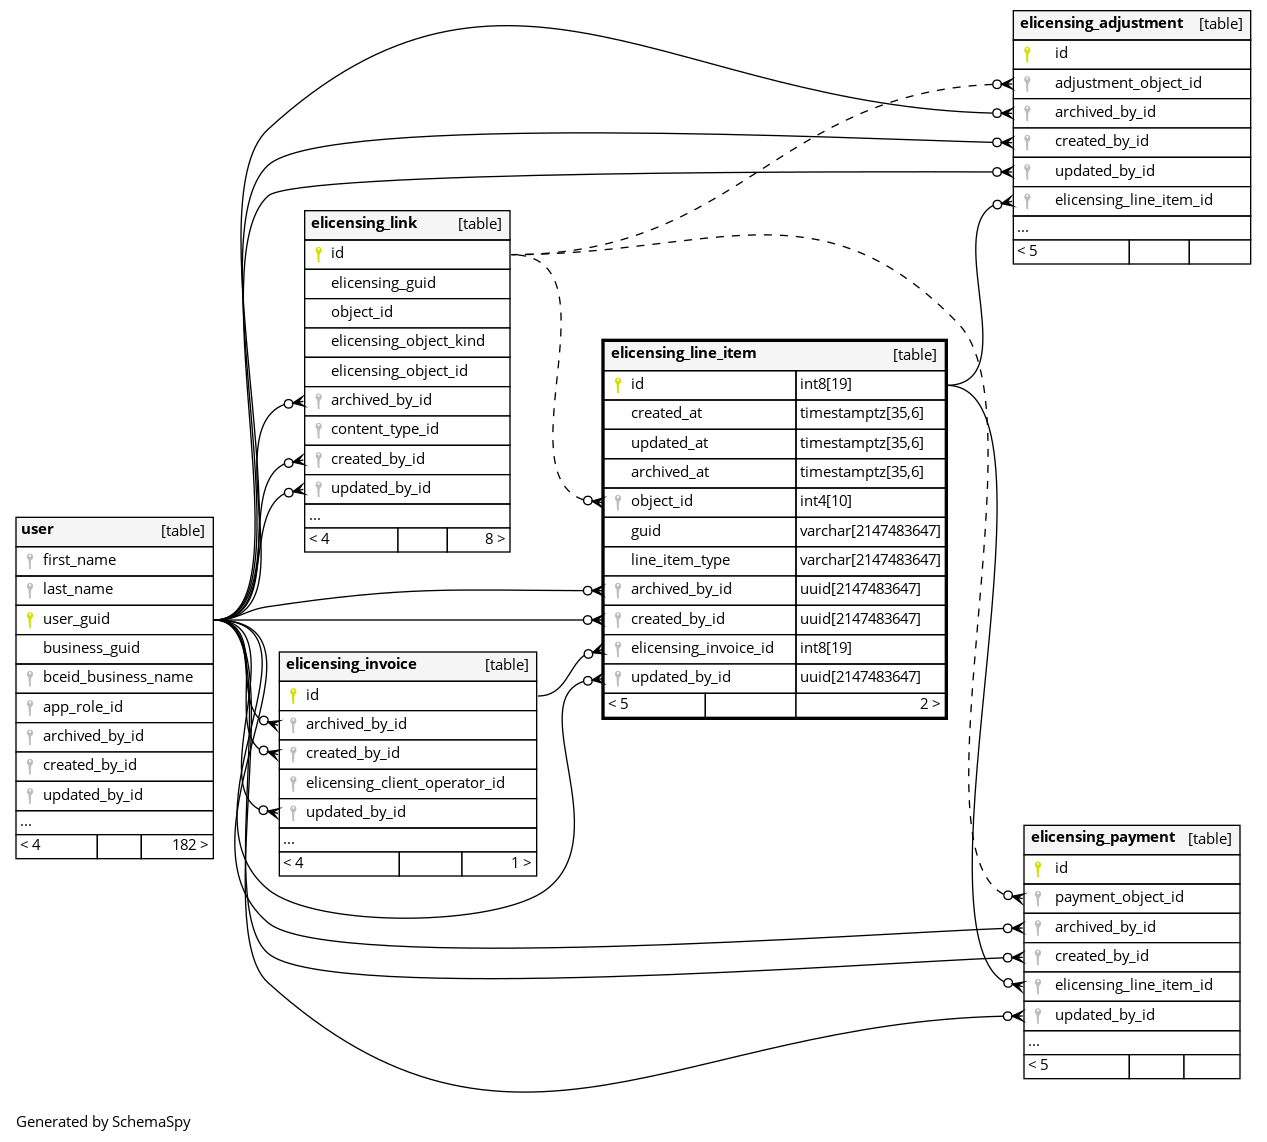 elicensing_adjustment [table]
id
adjustment_object_id
archived_by_id
created_by_id
updated_by_id
elicensing_line_item_id
...
< 5
elicensing_link [table]
id
elicensing_guid
object_id
elicensing_object_kind
elicensing_object_id
archived_by_id
content_type_id
created_by_id
updated_by_id
...
< 4 8 >
elicensing_line_item [table]
id int8[19]
created_at timestamptz[35,6]
updated_at timestamptz[35,6]
archived_at timestamptz[35,6]
object_id int4[10]
guid varchar[2147483647]
line_item_type varchar[2147483647]
archived_by_id uuid[2147483647]
created_by_id uuid[2147483647]
elicensing_invoice_id int8[19]
updated_by_id uuid[2147483647]
< 5 2 >
user [table]
first_name
last_name
user_guid
business_guid
bceid_business_name
app_role_id
archived_by_id
created_by_id
updated_by_id
...
< 4 182 >
elicensing_invoice [table]
id
archived_by_id
created_by_id
elicensing_client_operator_id
updated_by_id
...
< 4 1 >
elicensing_payment [table]
id
payment_object_id
archived_by_id
created_by_id
elicensing_line_item_id
updated_by_id
...
< 5
Generated by SchemaSpy